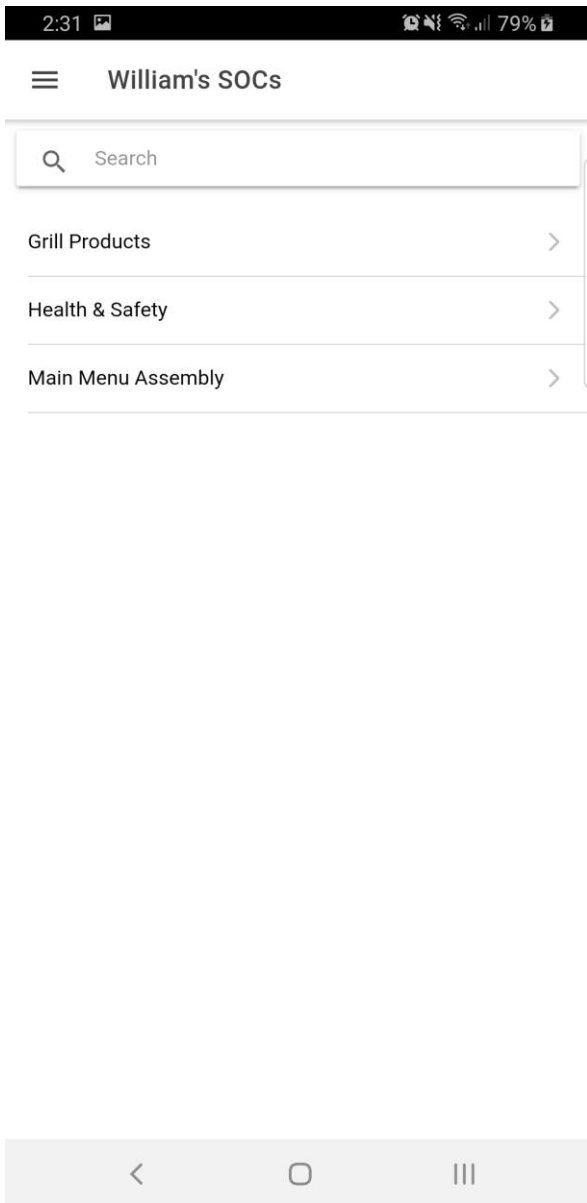 2:31 79%
William's SOCs
Search
Grill Products
Health & Safety
Main Menu Assembly